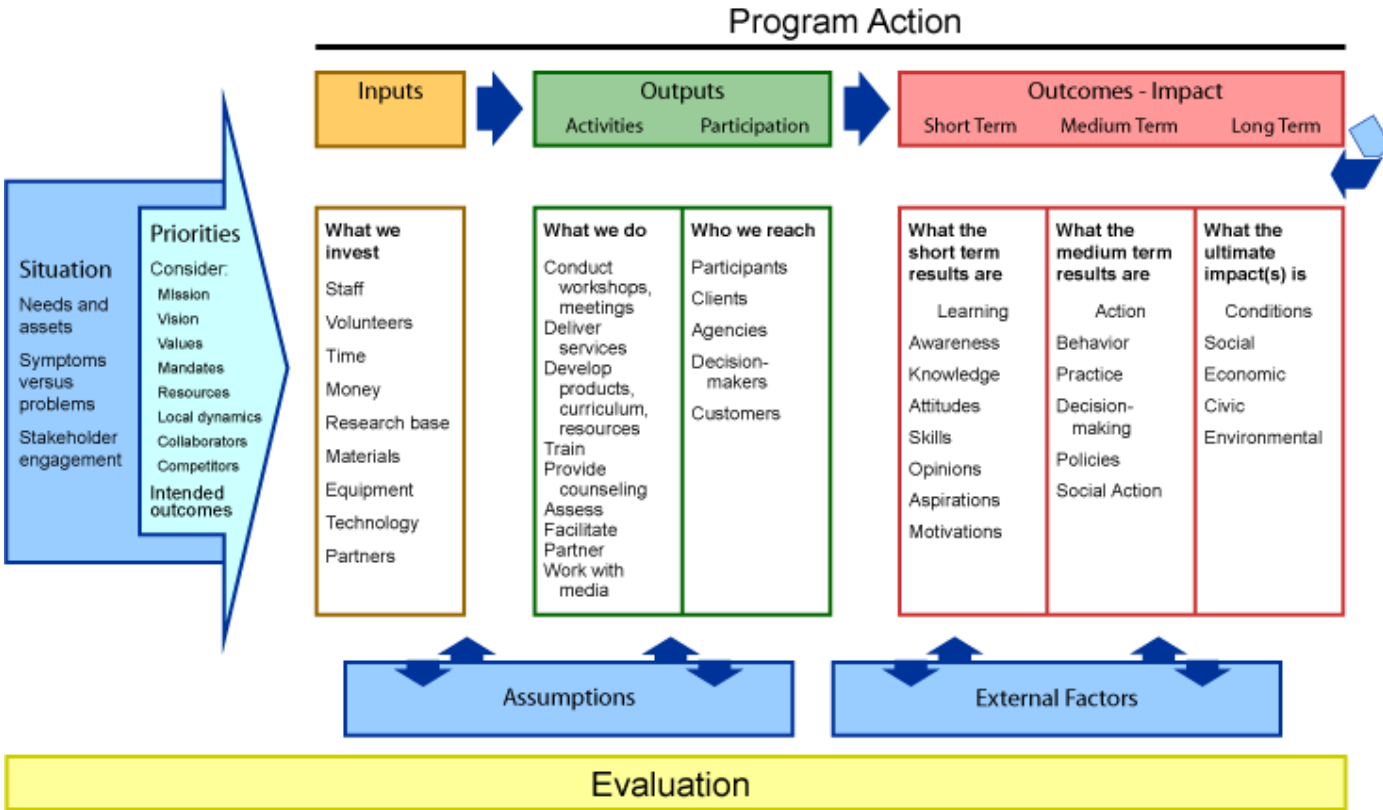 Program Action
Inputs
Outputs
Activities
Participation
Outcomes - Impact
Short Term
Medium Term
Long Term
Situation
Needs and
assets
Symptoms
versus
problems
Stakeholder
engagement
Priorities
Consider:
MIssion
Vision
Values
Mandates
Resources
Local dynamics
Collaborators
Competitors
Intended
outcomes
What we
invest
Staff
Volunteers
Time
Money
Research base
Materials
Equipment
Technology
Partners
What we do
Conduct
workshops,
meetings
Deliver
services
Develop
products,
curriculum,
resources
Train
Provide
counseling
Assess
Facilitate
Partner
Work with
media
Who we reach
Participants
Clients
Agencies
Decision-
makers
Customers
What the
short term
results are
Learning
Awareness
Knowledge
Attitudes
Skills
Opinions
Aspirations
Motivations
What the
medium term
results are
Action
Behavior
Practice
Decision-
making
Policies
Social Action
What the
ultimate
impact(s) is
Conditions
Social
Economic
Civic
Environmental
Assumptions
External Factors
Evaluation